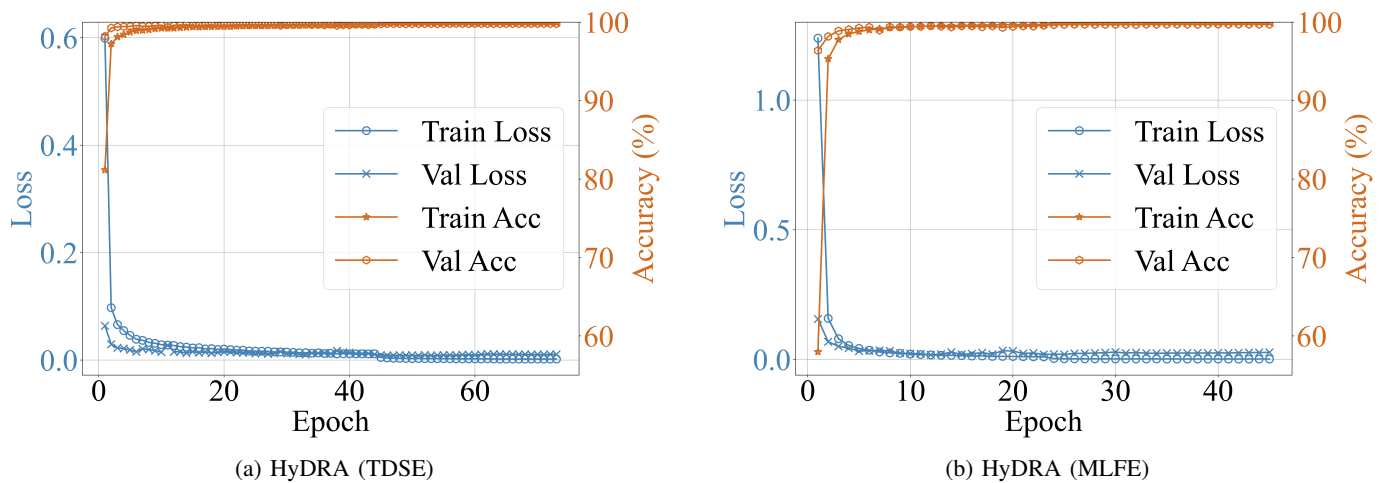 0.6
0.4
0.2
0.0
Loss
0
20
40
60
Epoch
100
90
80
70
60
Accuracy (%)
Train Loss
Val Loss
Train Acc
Val Acc
(a) HyDRA (TDSE)
1.0
0.5
0.0
Loss
0
10
20
30
40
Epoch
100
90
80
70
60
Accuracy (%)
Train Loss
Val Loss
Train Acc
Val Acc
(b) HyDRA (MLFE)